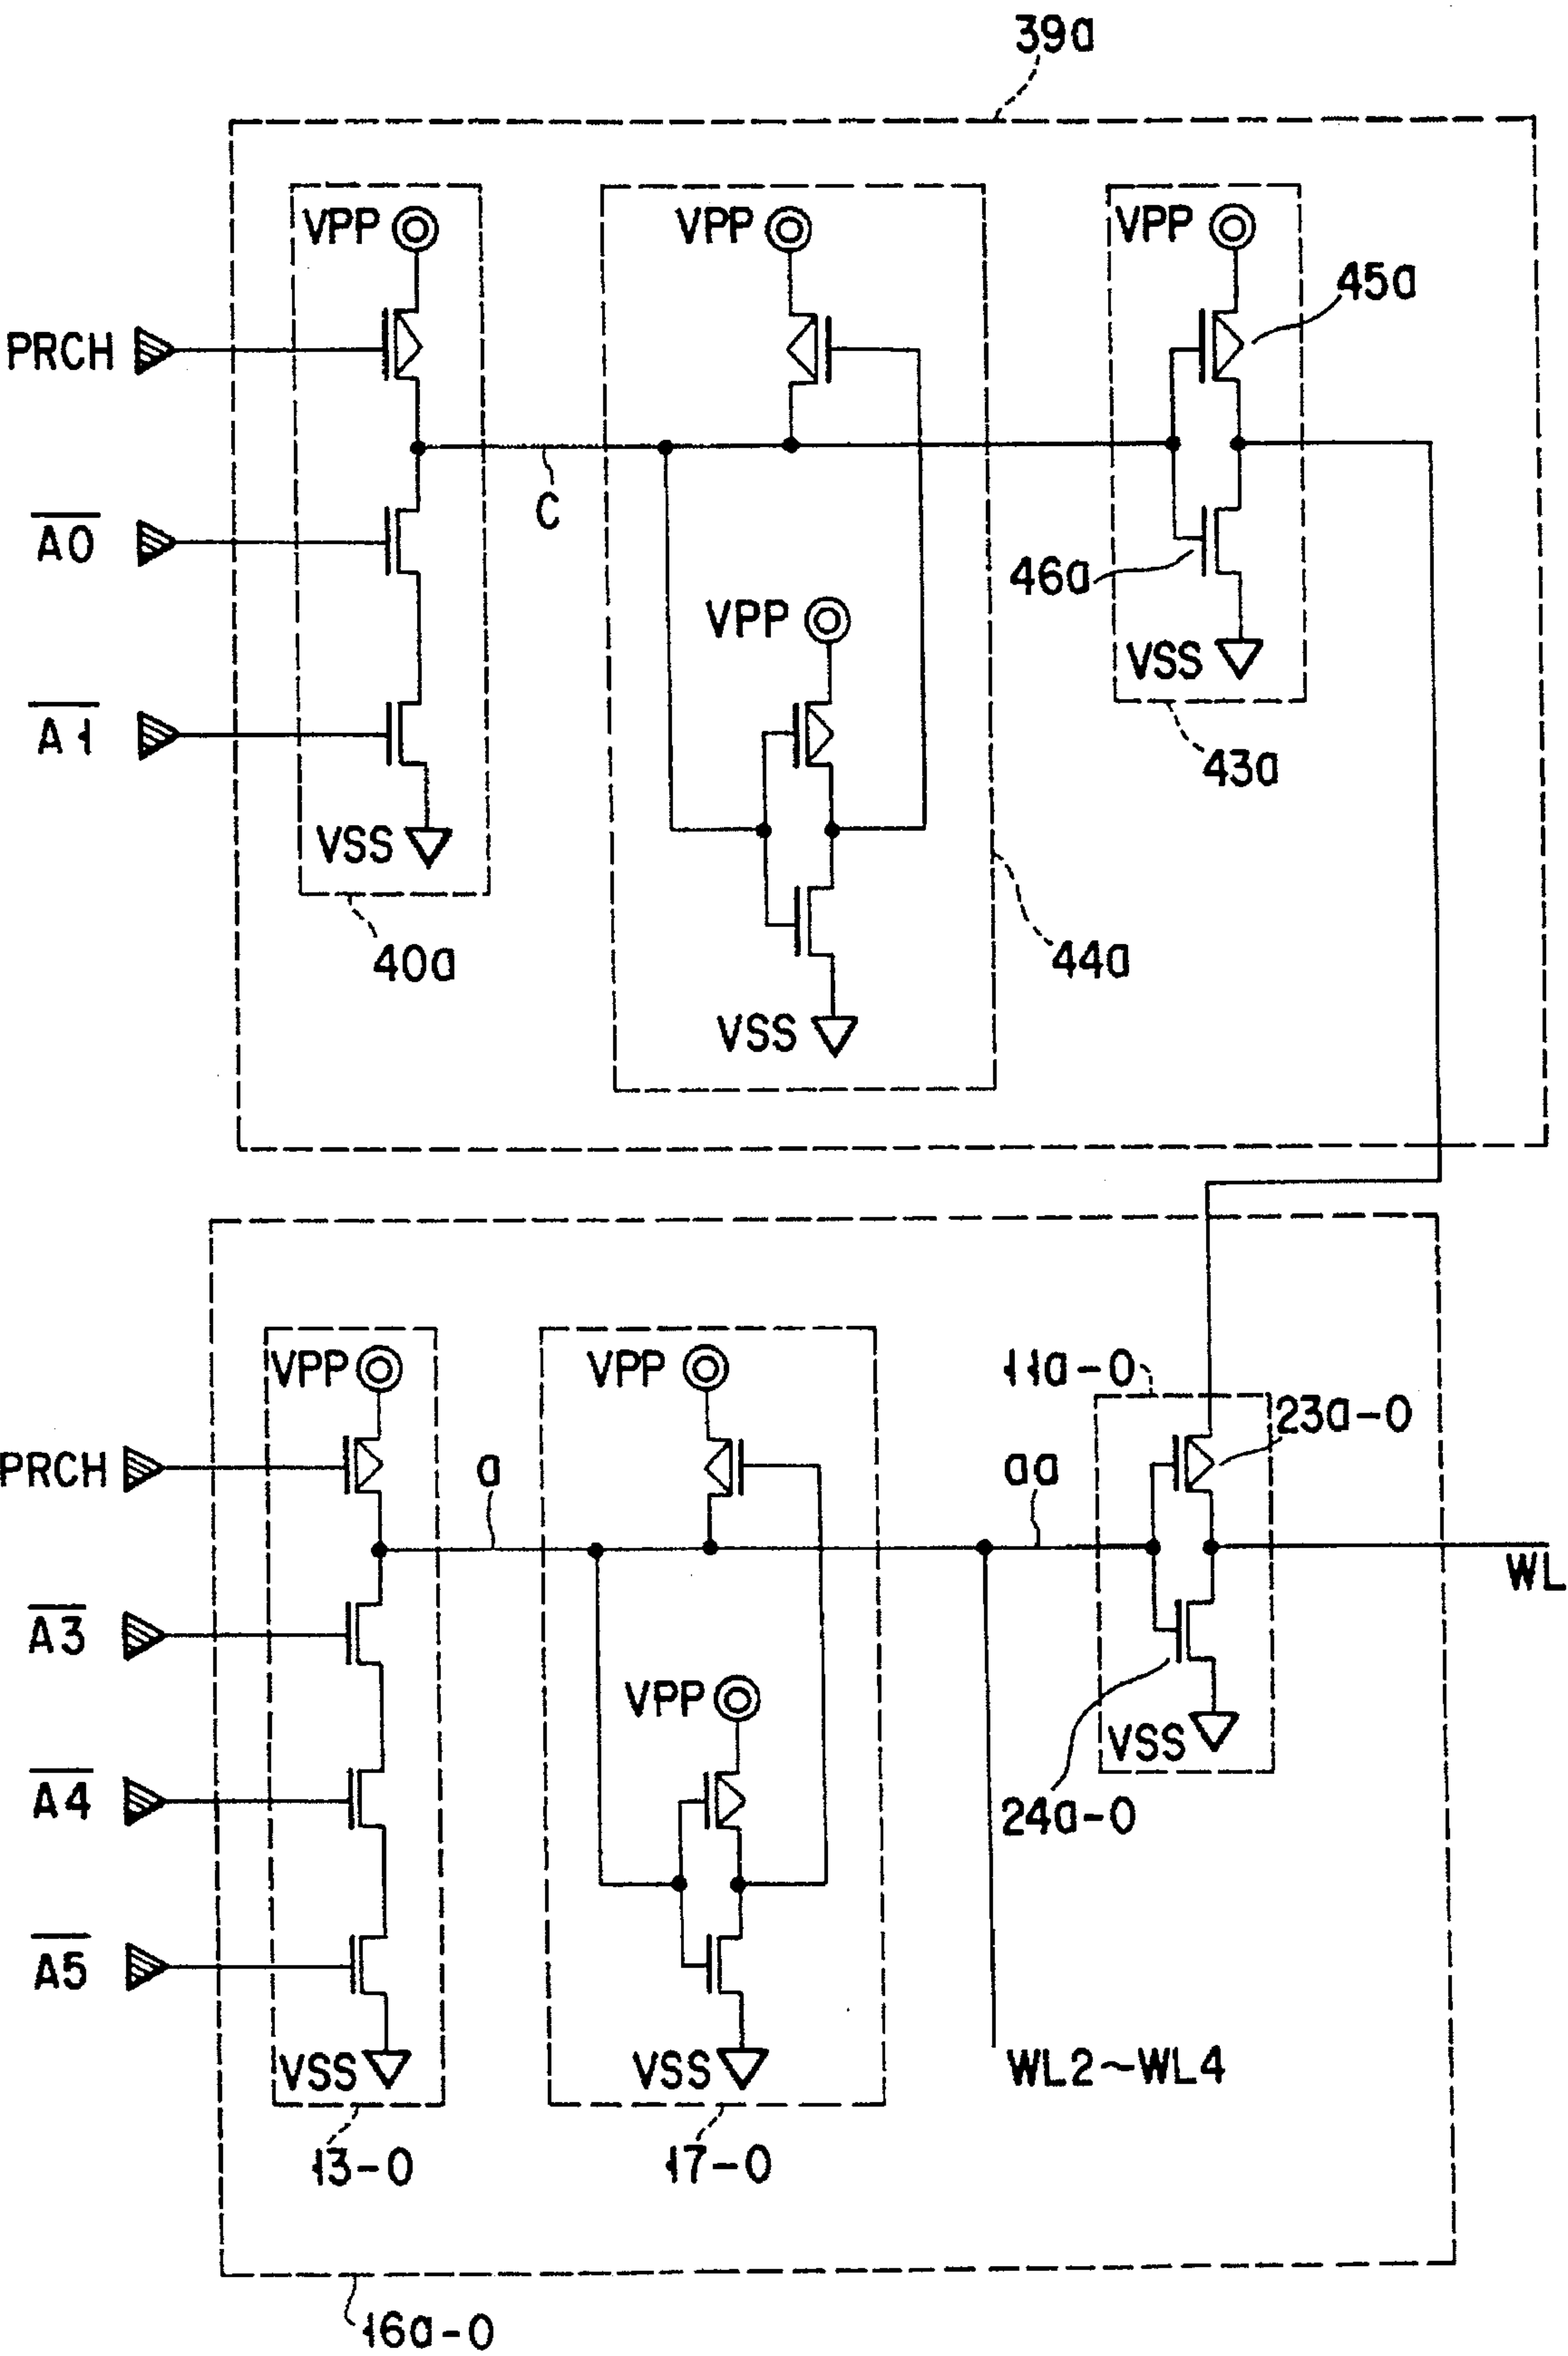 39a
VPP
VPP
VPP
45a
PRCH
C
A0
46a
VPP
VSS
A1
43a
VSS
40a
44a
VSS
VPP
VPP
11a-0
23a-0
PRCH
a
aa
WL
A3
VPP
VSS
A4
24a-0
A5
VSS
VSS
WL2~WL4
13-0
17-0
16a-0